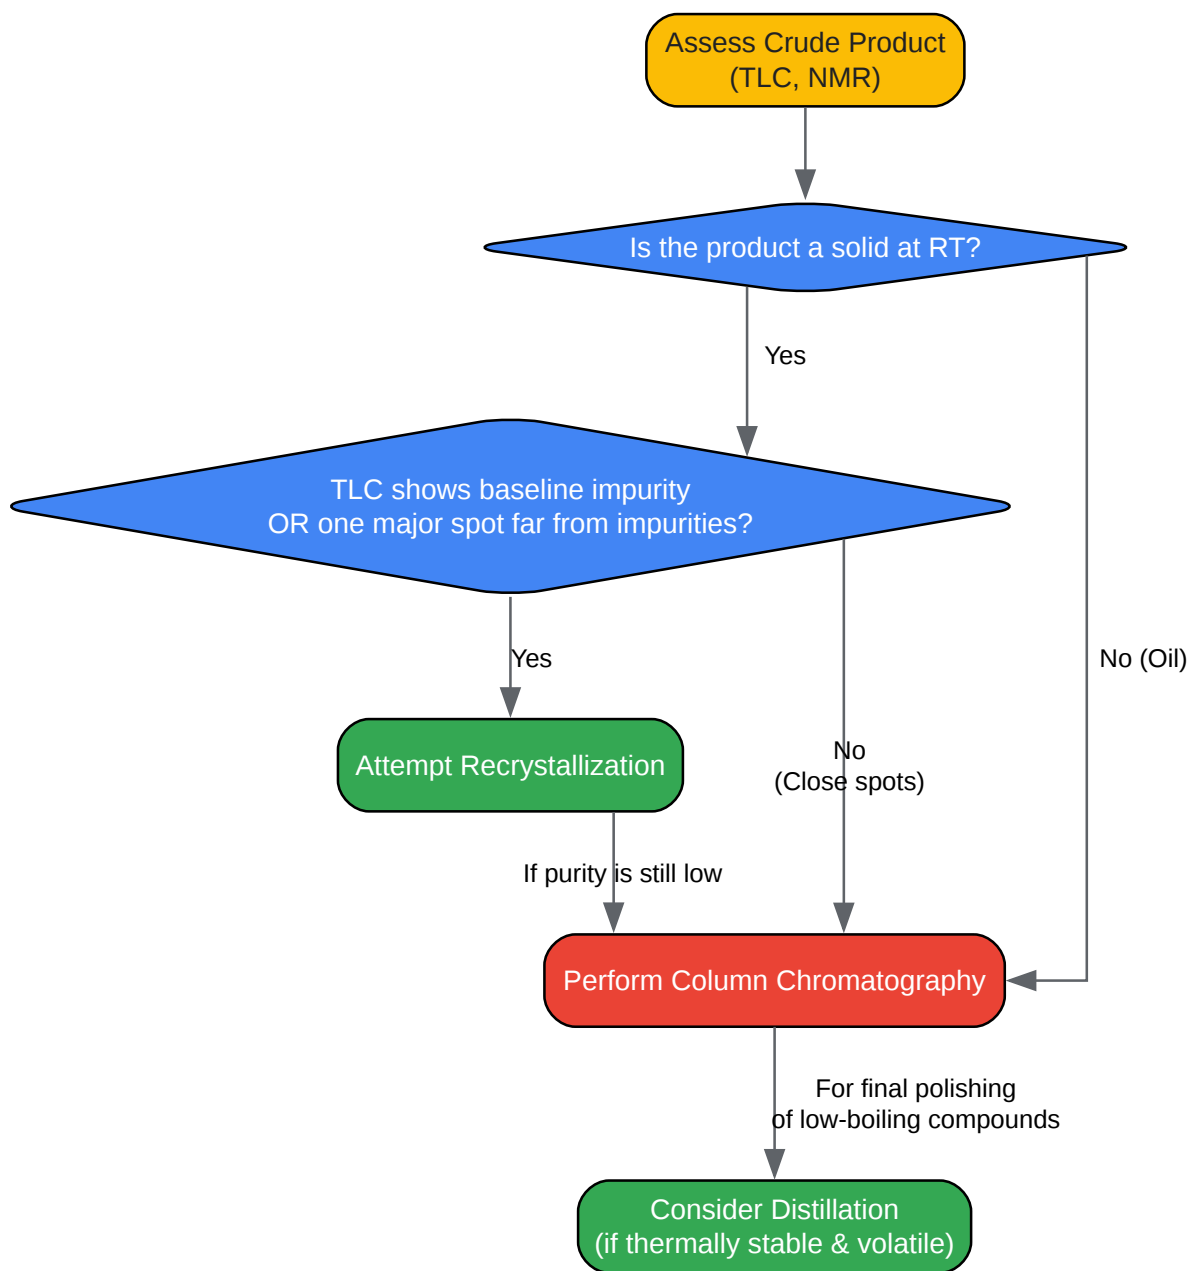 Assess Crude Product
(TLC, NMR)
Is the product a solid at RT?
Yes
TLC shows baseline impurity
OR one major spot far from impurities?
Yes
No (Oil)
Attempt Recrystallization
No
(Close spots)
If purity is still low
Perform Column Chromatography
For final polishing
of low-boiling compounds
Consider Distillation
(if thermally stable & volatile)